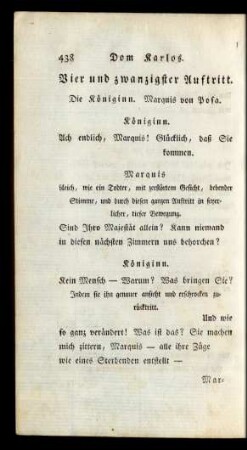 438 Dom Karlos.
Vier und zwanzigster Auftritt.
Die Königinn. Marquis von Posa.
Königinn.
Ach endlich, Marquis! Glücklich, daß Sie
kommen.
Marquis
bleich, wie ein Todter, mit zerstörtem Gesicht, bebender
Stimme, und durch diesen ganzen Auftritt in feyer-
licher, tiefer Bewegung.
Sind Ihro Majestät allein? Kann niemand
in diesen nächsten Zimmern uns behorchen?
Königinn.
Kein Mensch — Warum? Was bringen Sie?
Indem sie ihn genauer ansieht und erschrocken zu-
rücktritt.
Und wie
so ganz verändert! Was ist das? Sie machen
mich zittern, Marquis — alle ihre Züge
wie eines Sterbenden entstellt —
Mar-